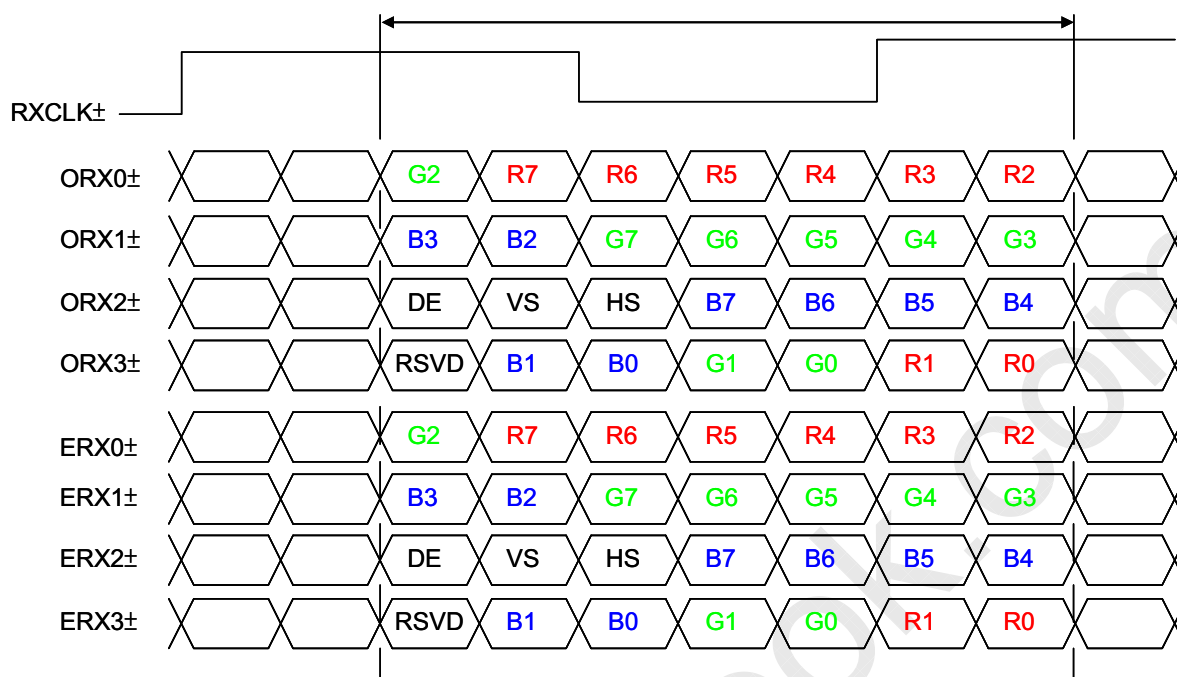 RXCLK±
ORX0± G2 R7 R6 R5 R4 R3 R2
ORX1± B3 B2 G7 G6 G5 G4 G3
ORX2± DE VS HS B7 B6 B5 B4
ORX3± RSVD B1 B0 G1 G0 R1 R0
ERX0± G2 R7 R6 R5 R4 R3 R2
ERX1± B3 B2 G7 G6 G5 G4 G3
ERX2± DE VS HS B7 B6 B5 B4
ERX3± RSVD B1 B0 G1 G0 R1 R0
ook.com